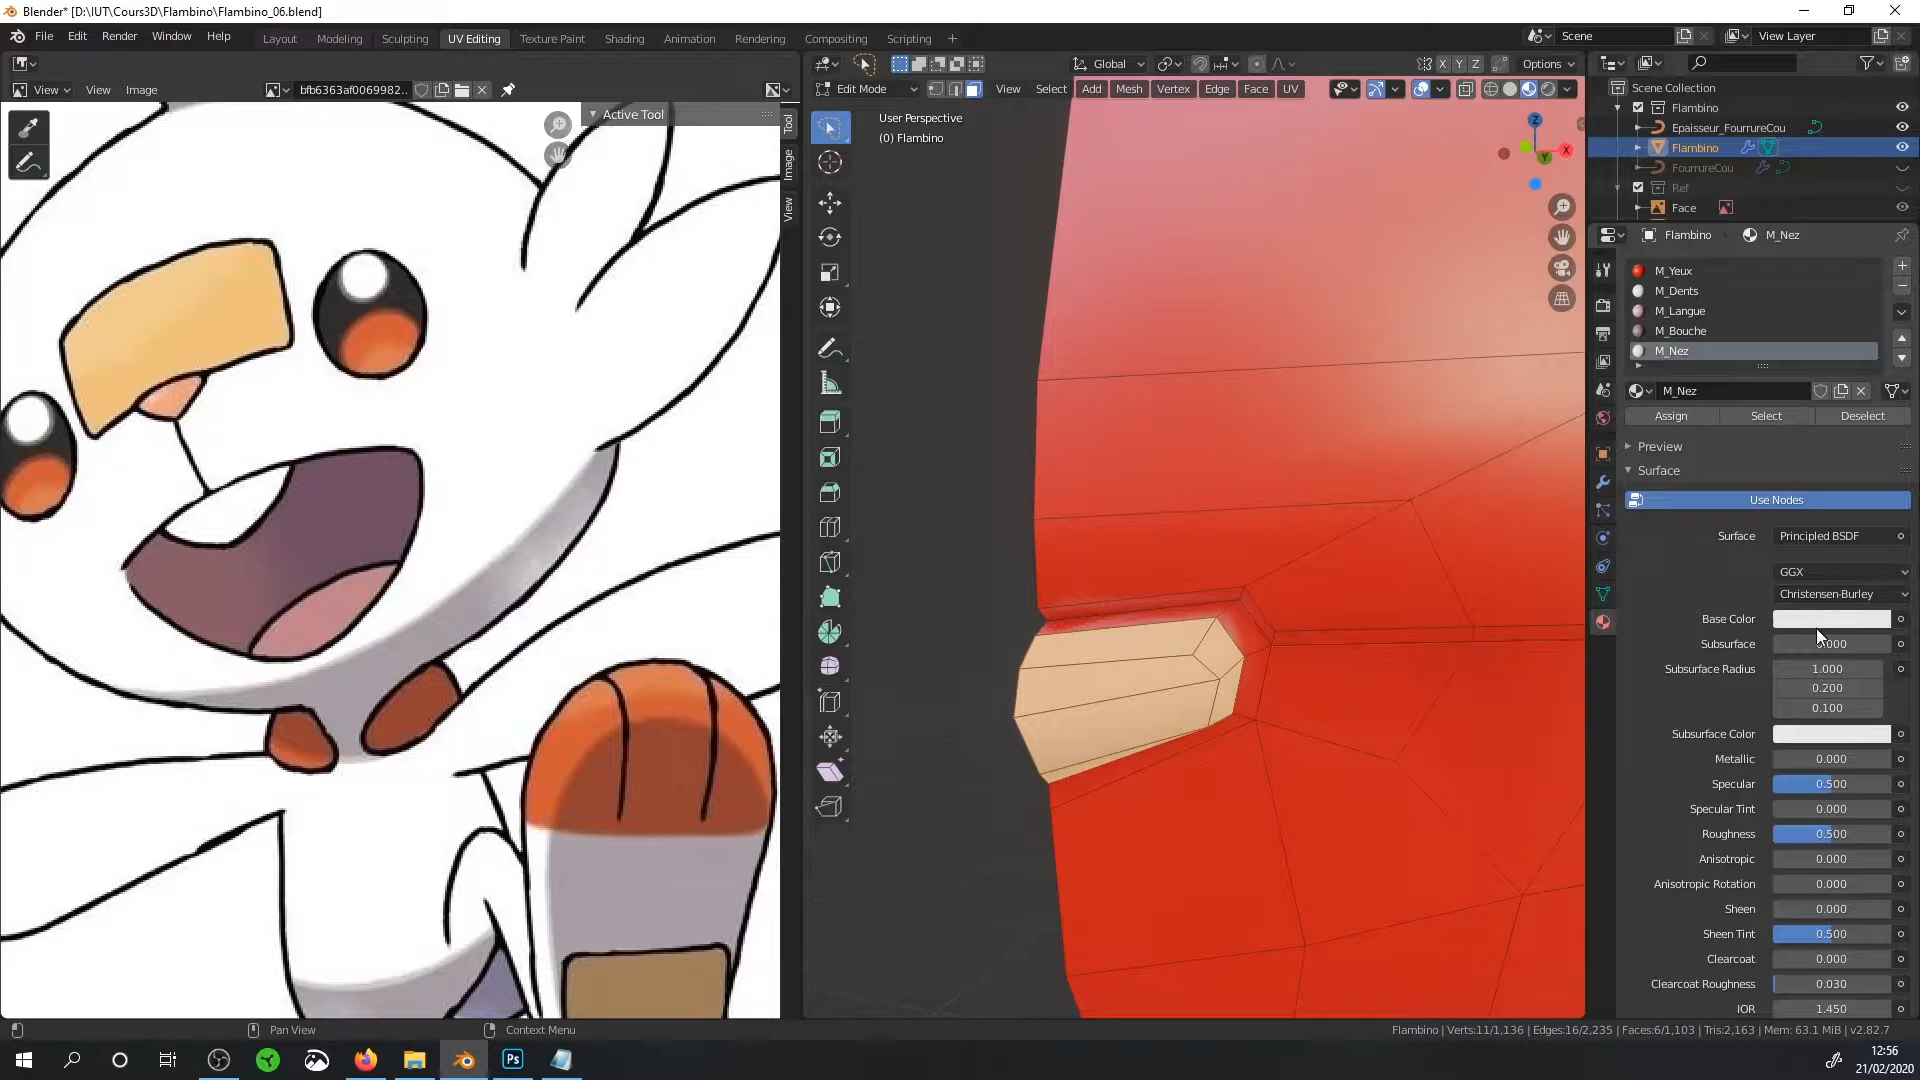 Blender* [D:\IUT\Cours3D\Flambino\Flambino_06.blend]
File Edit Render Window Help
Layout Modeling Sculpting UV Editing Texture Paint Shading Animation Rendering Compositing Scripting +
Scene
View Layer
View View Image bfb6363af0069982..
Active Tool
Tool
Image
View
Global
X Y Z
Options
Edit Mode View Select Add Mesh Vertex Edge Face UV
User Perspective
(0) Flambino
Z
X
Y
Scene Collection
Flambino
Epaisseur_FourrureCou
Flambino
FourrureCou
Ref
Face
Flambino M_Nez
M_Yeux
M_Dents
M_Langue
M_Bouche
M_Nez
M_Nez
Assign Select Deselect
Preview
Surface
Use Nodes
Surface Principled BSDF
GGX
Christensen-Burley
Base Color
Subsurface 0.000
Subsurface Radius 1.000
0.200
0.100
Subsurface Color
Metallic 0.000
Specular 0.500
Specular Tint 0.000
Roughness 0.500
Anisotropic 0.000
Anisotropic Rotation 0.000
Sheen 0.000
Sheen Tint 0.500
Clearcoat 0.000
Clearcoat Roughness 0.030
IOR 1.450
Pan View
Context Menu
Flambino | Verts:11/1,136 | Edges:16/2,235 | Faces:6/1,103 | Tris:2,163 | Mem: 63.1 MiB | v2.82.7
Ps
12:56
21/02/2020